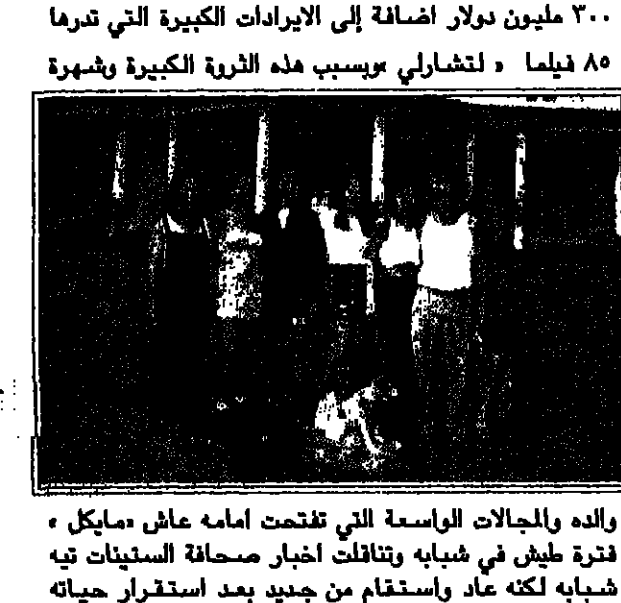 ٣٠٠ مليون دولار اضافة إلى الايرادات الكبيرة التي تدرها
٨٥ فيلما « لتشارلي »وبسبب هذه الثروة الكبيرة وشهرة
والده والمجالات الواسعة التي تفتحت امامه عاش «مايكل »
فترة طيش في شبابه وتناقلت اخبار صحافة الستينات تيه
شبابه لكنه عاد واستقام من جديد بعد استقرار حياته